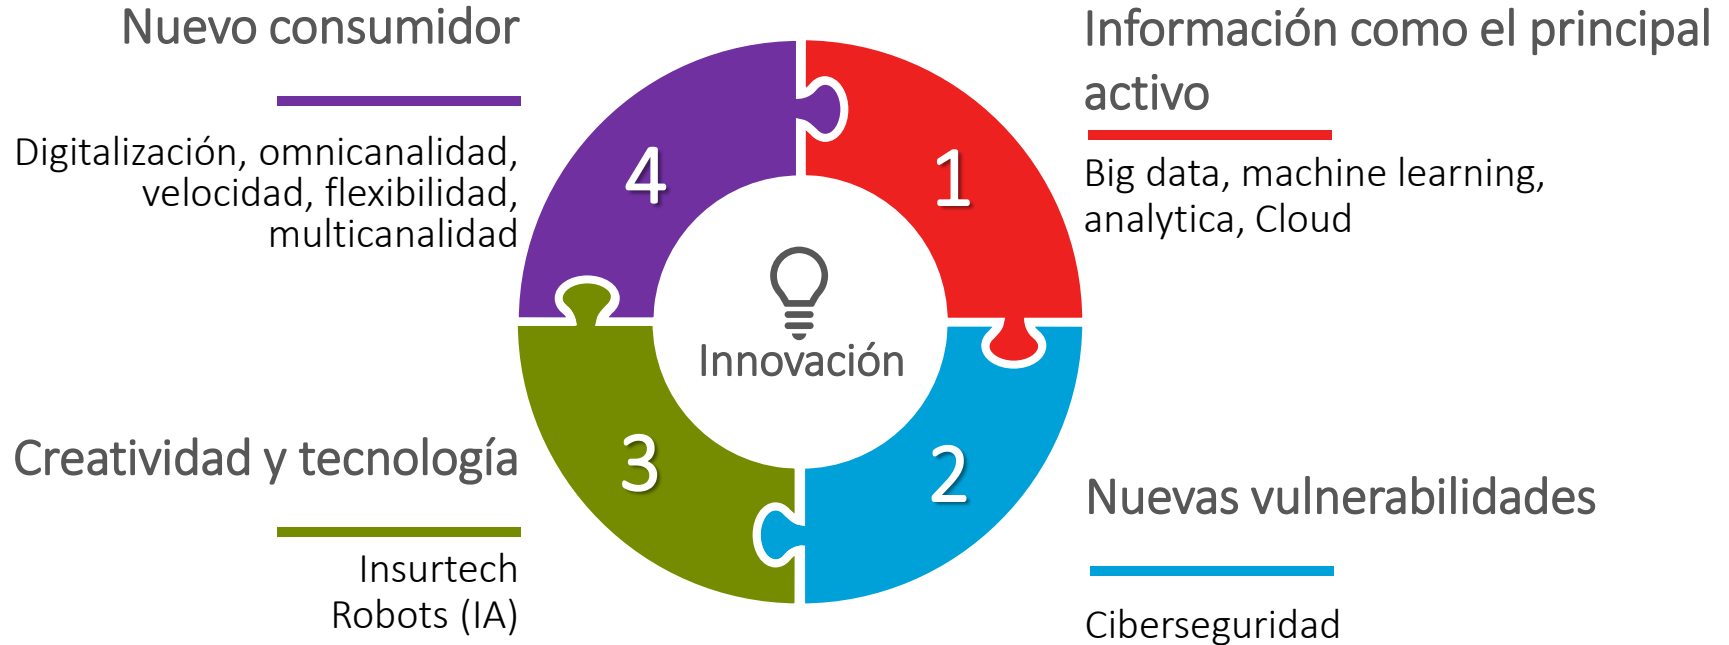 Nuevo consumidor
Digitalización, omnicanalidad,
velocidad, flexibilidad,
multicanalidad
4
1
Información como el principal
activo
Big data, machine learning,
analytica, Cloud
Innovación
Creatividad y tecnología
Insurtech
Robots (IA)
3
2
Nuevas vulnerabilidades
Ciberseguridad